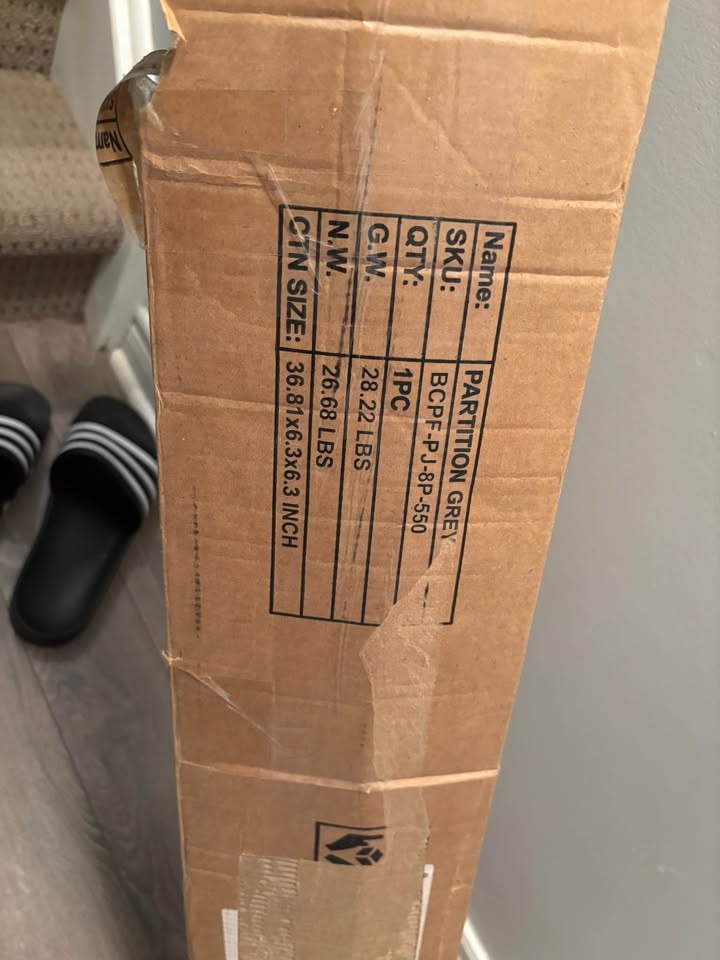 Name: PARTITION GREY
SKU: BCPF-PJ-8P-550
QTY: 1PC
G.W. 28.22 LBS
N.W. 26.68 LBS
CTN SIZE: 36.81x6.3x6.3 INCH
Nam